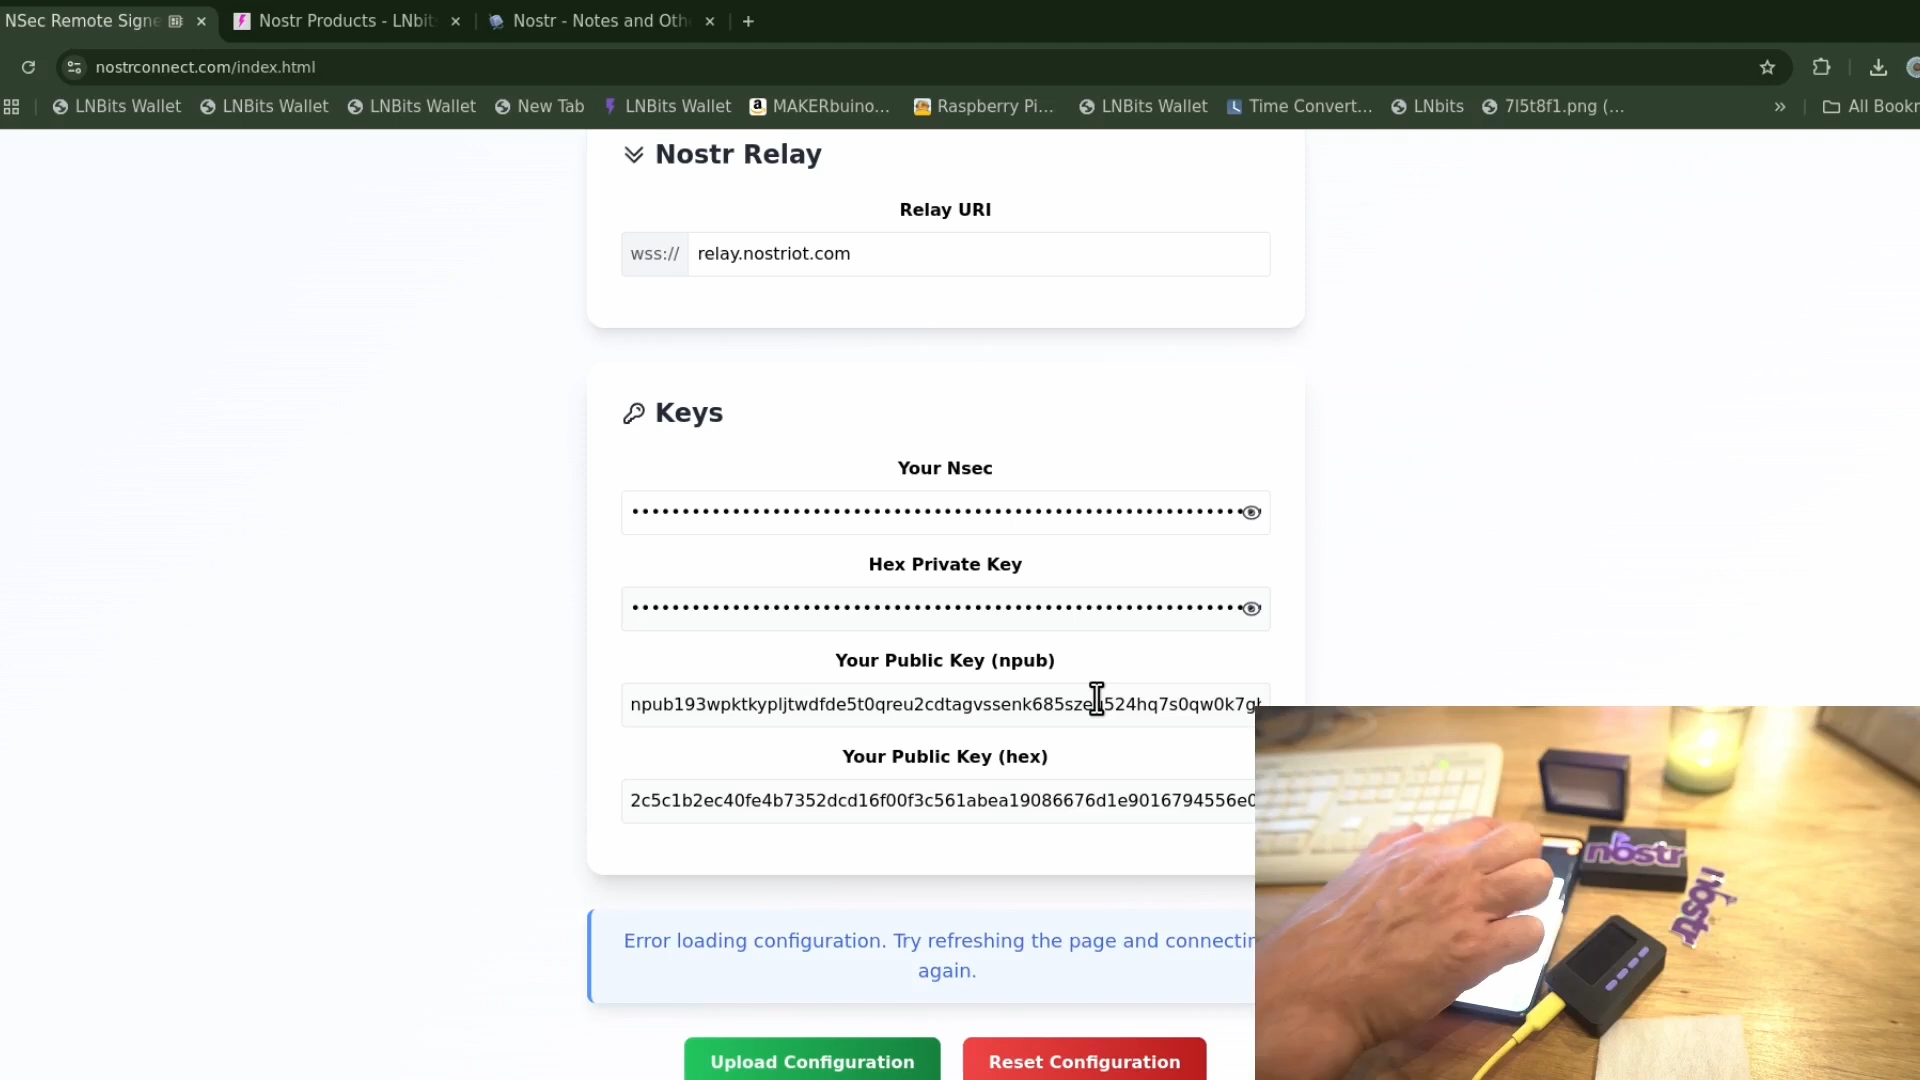 NSec Remote Signe
Nostr Products - LNbit
Nostr - Notes and Oth
nostrconnect.com/index.html
LNBits Wallet
LNBits Wallet
LNBits Wallet
New Tab
LNBits Wallet
MAKERbuino...
Raspberry Pi...
LNBits Wallet
Time Convert...
LNbits
7l5t8f1.png (...
All Bookr
Nostr Relay
Relay URI
wss://
relay.nostriot.com
Keys
Your Nsec
Hex Private Key
Your Public Key (npub)
Your Public Key (hex)
2c5c1b2ec40fe4b7352dcd16f00f3c561abea19086676d1e9016794556e0
Error loading configuration. Try refreshing the page and connectin
again.
Upload Configuration
Reset Configuration
nostr
nostr